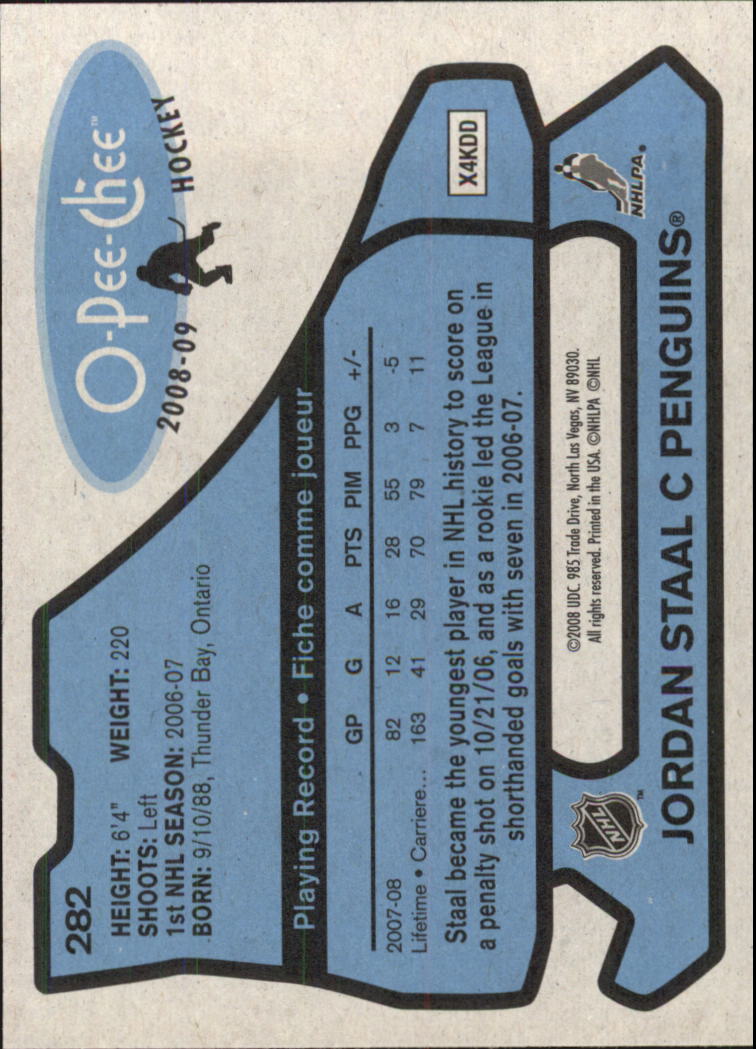 O-Pee-Chee™
2008-09 HOCKEY
282
HEIGHT: 6'4" WEIGHT: 220
SHOOTS: Left
1st NHL SEASON: 2006-07
BORN: 9/10/88, Thunder Bay, Ontario
X4KDD
Playing Record • Fiche comme joueur
GP G A PTS PIM PPG +/-
2007-08 82 12 16 28 55 3 -5
Lifetime • Carriere... 163 41 29 70 79 7 11
Staal became the youngest player in NHL history to score on
a penalty shot on 10/21/06, and as a rookie led the League in
shorthanded goals with seven in 2006-07.
NHL™
©2008 UDC. 985 Trade Drive, North Las Vegas, NV 89030.
All rights reserved. Printed in the USA. ©NHLPA ©NHL
NHLPA®
JORDAN STAAL C PENGUINS®